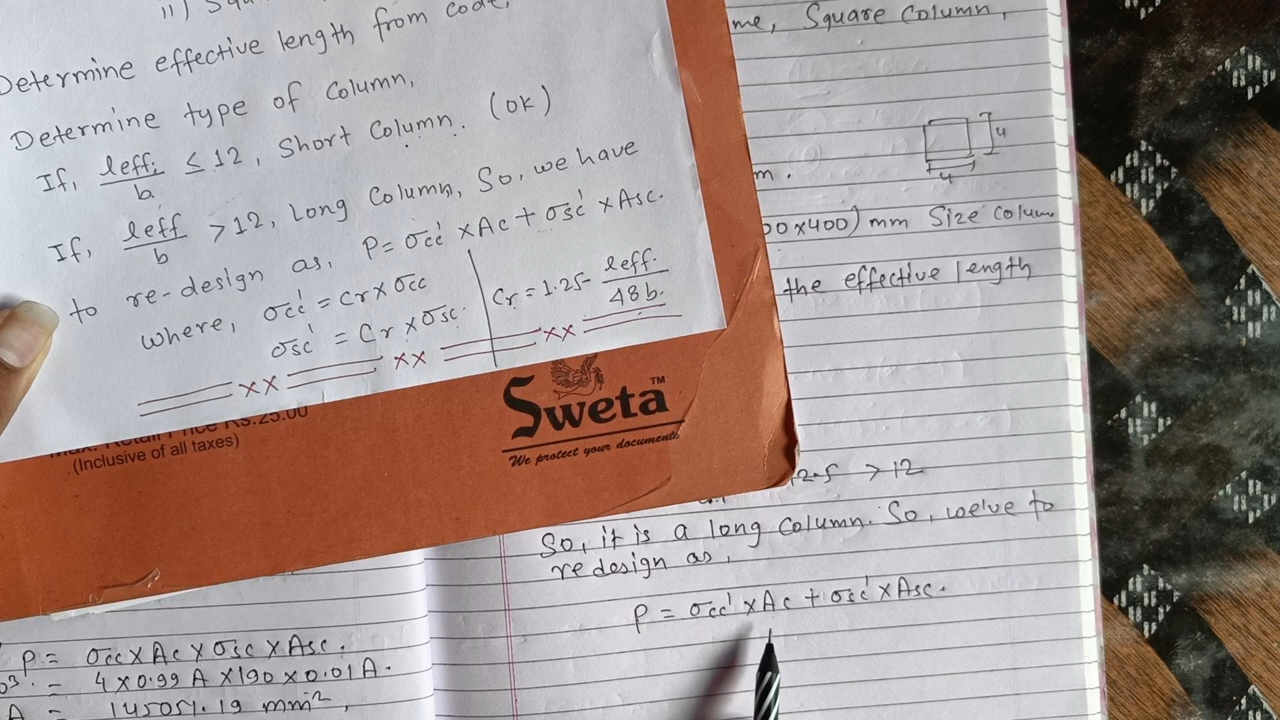 Determine effective length from code,
Determine type of Column,
If, leff./b. ≤ 12, Short Column. (OK)
If, leff/b > 12, Long Column, So, we have
to re-design as, P = σcc' × Ac + σsc' × Asc.
where, σcc' = Cr × σcc
σsc' = Cr × σsc.
Cr = 1.25 - leff./48b.
== xx == xx == xx ==
(Inclusive of all taxes)
Sweta™
We protect your documents
me, Square Column,
4
4
m.
00×400) mm Size Column
the effective length
> 12
So, it is a long Column. So, we've to
redesign as,
P = σcc' × Ac + σsc' × Asc.
P = σcc × Ac × σsc × Asc.
= 4 × 0.99 A × 190 × 0.01 A.
A = 145051.19 mm²,